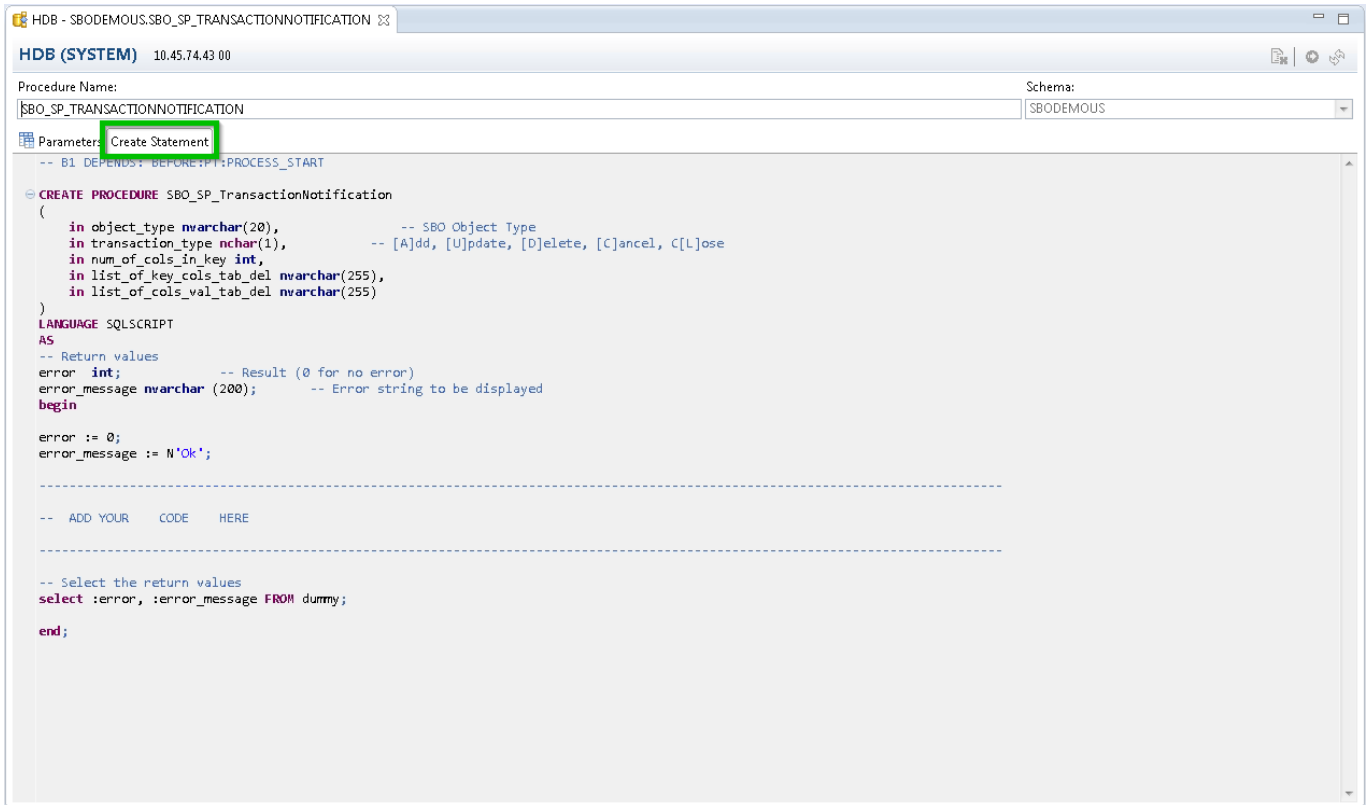 HDB - SBODEMOUS.SBO_SP_TRANSACTIONNOTIFICATION
HDB (SYSTEM) 10.45.74.43 00
Procedure Name:
Schema:
SBO_SP_TRANSACTIONNOTIFICATION
SBODEMOUS
Parameters Create Statement
-- B1 DEPENDS: BEFORE:PT:PROCESS_START
CREATE PROCEDURE SBO_SP_TransactionNotification
(
in object_type nvarchar(20), -- SBO Object Type
in transaction_type nchar(1), -- [A]dd, [U]pdate, [D]elete, [C]ancel, C[L]ose
in num_of_cols_in_key int,
in list_of_key_cols_tab_del nvarchar(255),
in list_of_cols_val_tab_del nvarchar(255)
)
LANGUAGE SQLSCRIPT
AS
-- Return values
error int; -- Result (0 for no error)
error_message nvarchar (200); -- Error string to be displayed
begin
error := 0;
error_message := N'Ok';
--------------------------------------------------------------------------------------------------------------------------------
-- ADD YOUR CODE HERE
--------------------------------------------------------------------------------------------------------------------------------
-- Select the return values
select :error, :error_message FROM dummy;
end;